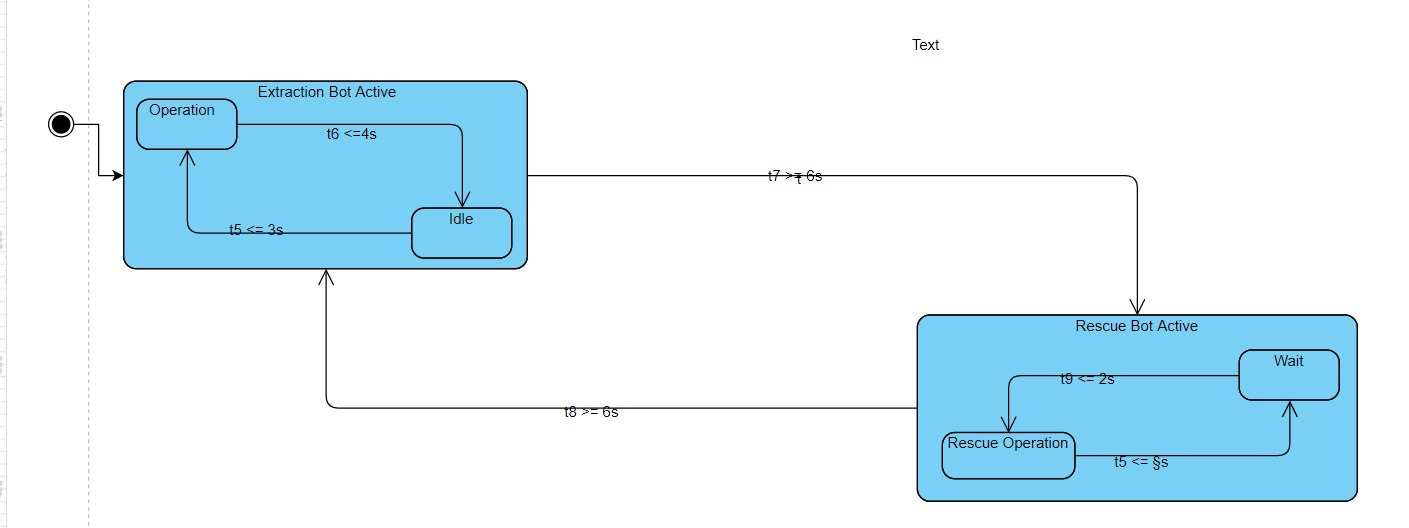 Text
Extraction Bot Active
Operation
t6 <=4s
t7 >= 6s
Idle
t5 <= 3s
Rescue Bot Active
Wait
t9 <= 2s
t8 >= 6s
Rescue Operation
t5 <= §s